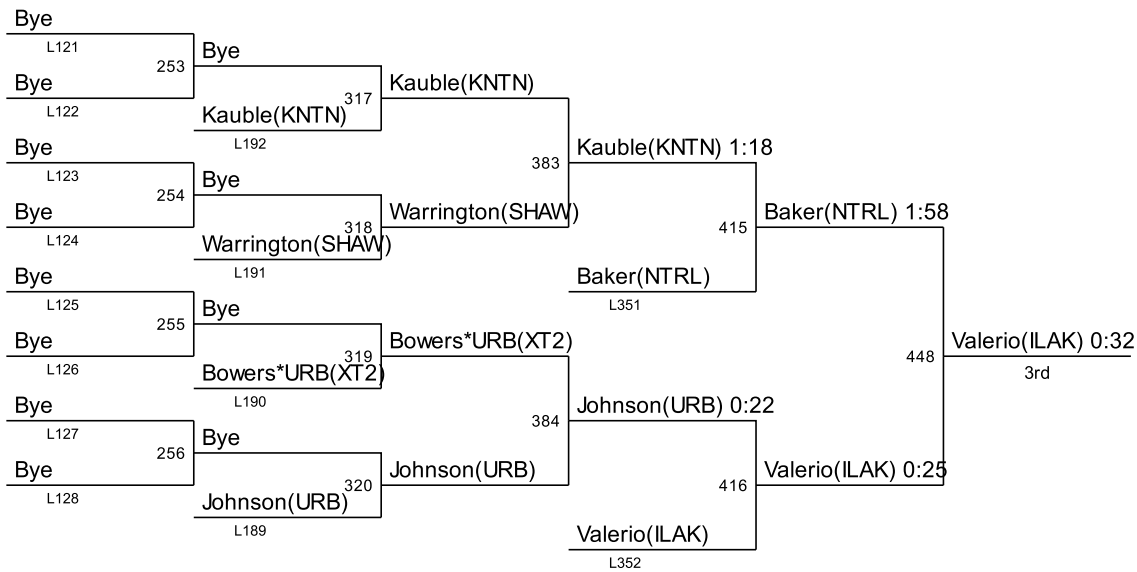 Bye
L121
253
Bye
Bye
L122
317
Kauble(KNTN)
Kauble(KNTN)
L192
Bye
L123
254
Bye
383
Kauble(KNTN) 1:18
Bye
L124
318
Warrington(SHAW)
Warrington(SHAW)
L191
415
Baker(NTRL) 1:58
Baker(NTRL)
L351
Bye
L125
255
Bye
Bye
L126
319
Bowers*URB(XT2)
Bowers*URB(XT2)
L190
448
Valerio(ILAK) 0:32
3rd
Bye
L127
256
Bye
384
Johnson(URB) 0:22
Bye
L128
320
Johnson(URB)
Johnson(URB)
L189
416
Valerio(ILAK) 0:25
Valerio(ILAK)
L352